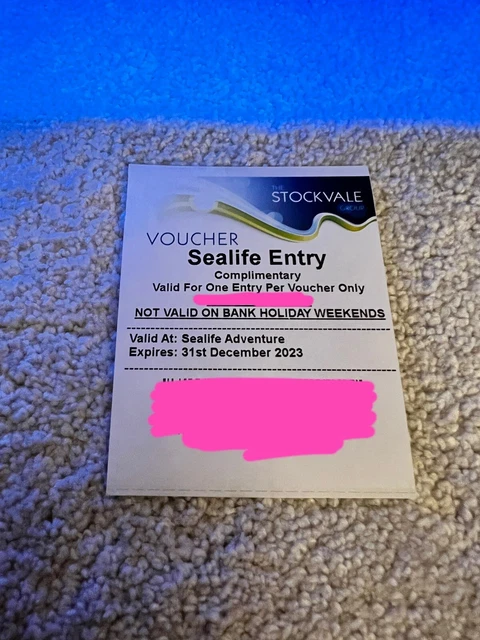 THE
STOCKVALE
GROUP
VOUCHER
Sealife Entry
Complimentary
Valid For One Entry Per Voucher Only
NOT VALID ON BANK HOLIDAY WEEKENDS
Valid At: Sealife Adventure
Expires: 31st December 2023